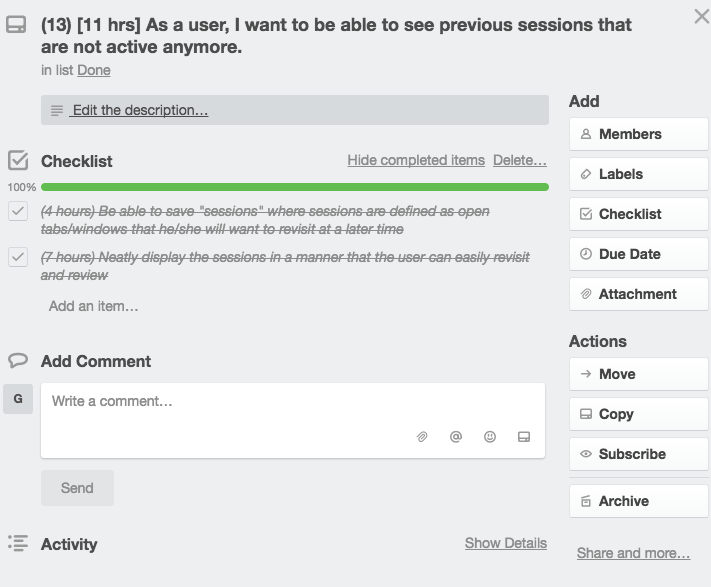 (13) [11 hrs] As a user, I want to be able to see previous sessions that
are not active anymore.
in list Done
Edit the description…
Checklist
Hide completed items Delete…
100%
(4 hours) Be able to save "sessions" where sessions are defined as open
tabs/windows that he/she will want to revisit at a later time
(7 hours) Neatly display the sessions in a manner that the user can easily revisit
and review
Add an item…
Add Comment
G
Write a comment…
Send
Activity
Show Details
Add
Members
Labels
Checklist
Due Date
Attachment
Actions
Move
Copy
Subscribe
Archive
Share and more…